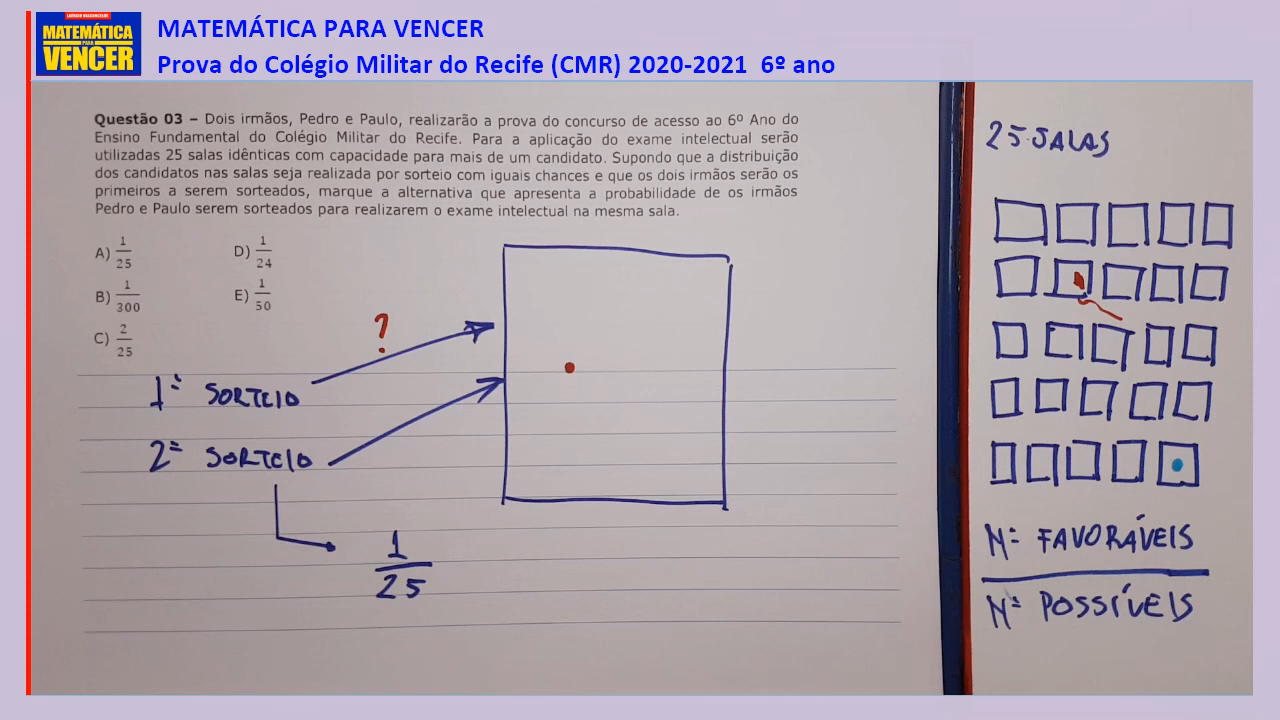 LAÉRCIO VASCONCELOS
MATEMÁTICA
PARA
VENCER
MATEMÁTICA PARA VENCER
Prova do Colégio Militar do Recife (CMR) 2020-2021 6º ano
Questão 03 – Dois irmãos, Pedro e Paulo, realizarão a prova do concurso de acesso ao 6º Ano do
Ensino Fundamental do Colégio Militar do Recife. Para a aplicação do exame intelectual serão
utilizadas 25 salas idênticas com capacidade para mais de um candidato. Supondo que a distribuição
dos candidatos nas salas seja realizada por sorteio com iguais chances e que os dois irmãos serão os
primeiros a serem sorteados, marque a alternativa que apresenta a probabilidade de os irmãos
Pedro e Paulo serem sorteados para realizarem o exame intelectual na mesma sala.
A) 1/25
B) 1/300
C) 2/25
D) 1/24
E) 1/50
?
1º SORTEIO
2º SORTEIO
1/25
25 SALAS
Nº FAVORÁVEIS
Nº POSSÍVEIS